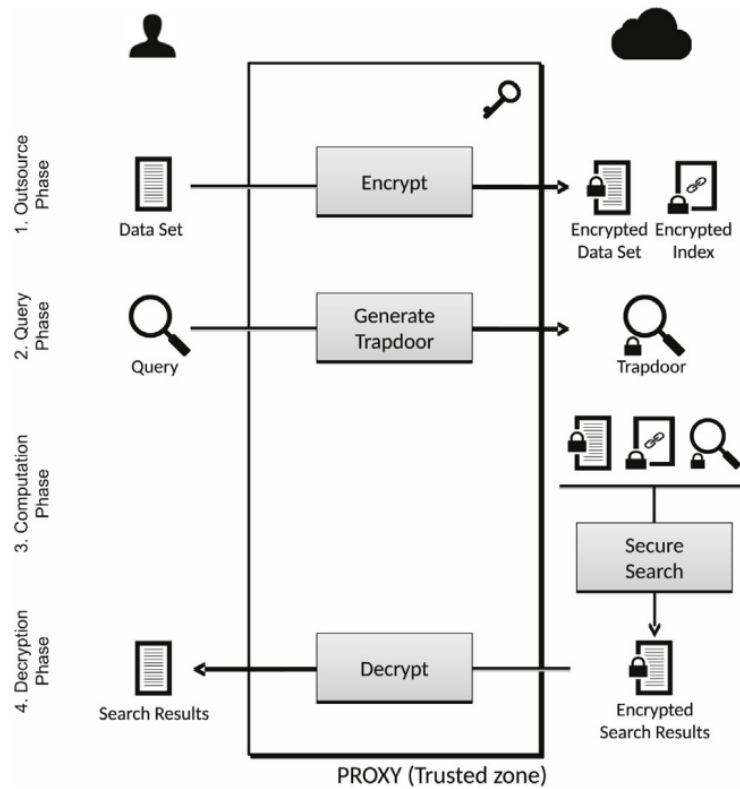 1. Outsource
Phase
Data Set
Encrypt
Encrypted
Data Set
Encrypted
Index
2. Query
Phase
Query
Generate
Trapdoor
Trapdoor
3. Computation
Phase
Secure
Search
4. Decryption
Phase
Search Results
Decrypt
Encrypted
Search Results
PROXY (Trusted zone)